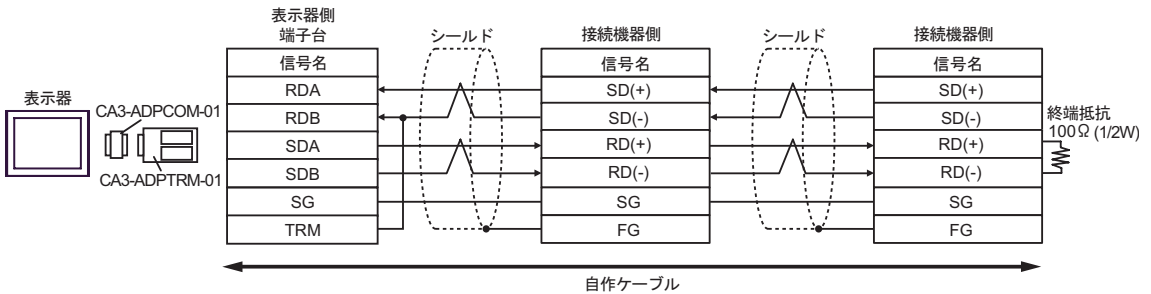 表示器
CA3-ADPCOM-01
CA3-ADPTRM-01
表示器側
端子台
信号名
RDA
RDB
SDA
SDB
SG
TRM
シールド
接続機器側
信号名
SD(+)
SD(-)
RD(+)
RD(-)
SG
FG
シールド
接続機器側
信号名
SD(+)
SD(-)
RD(+)
RD(-)
SG
FG
終端抵抗
100Ω (1/2W)
自作ケーブル